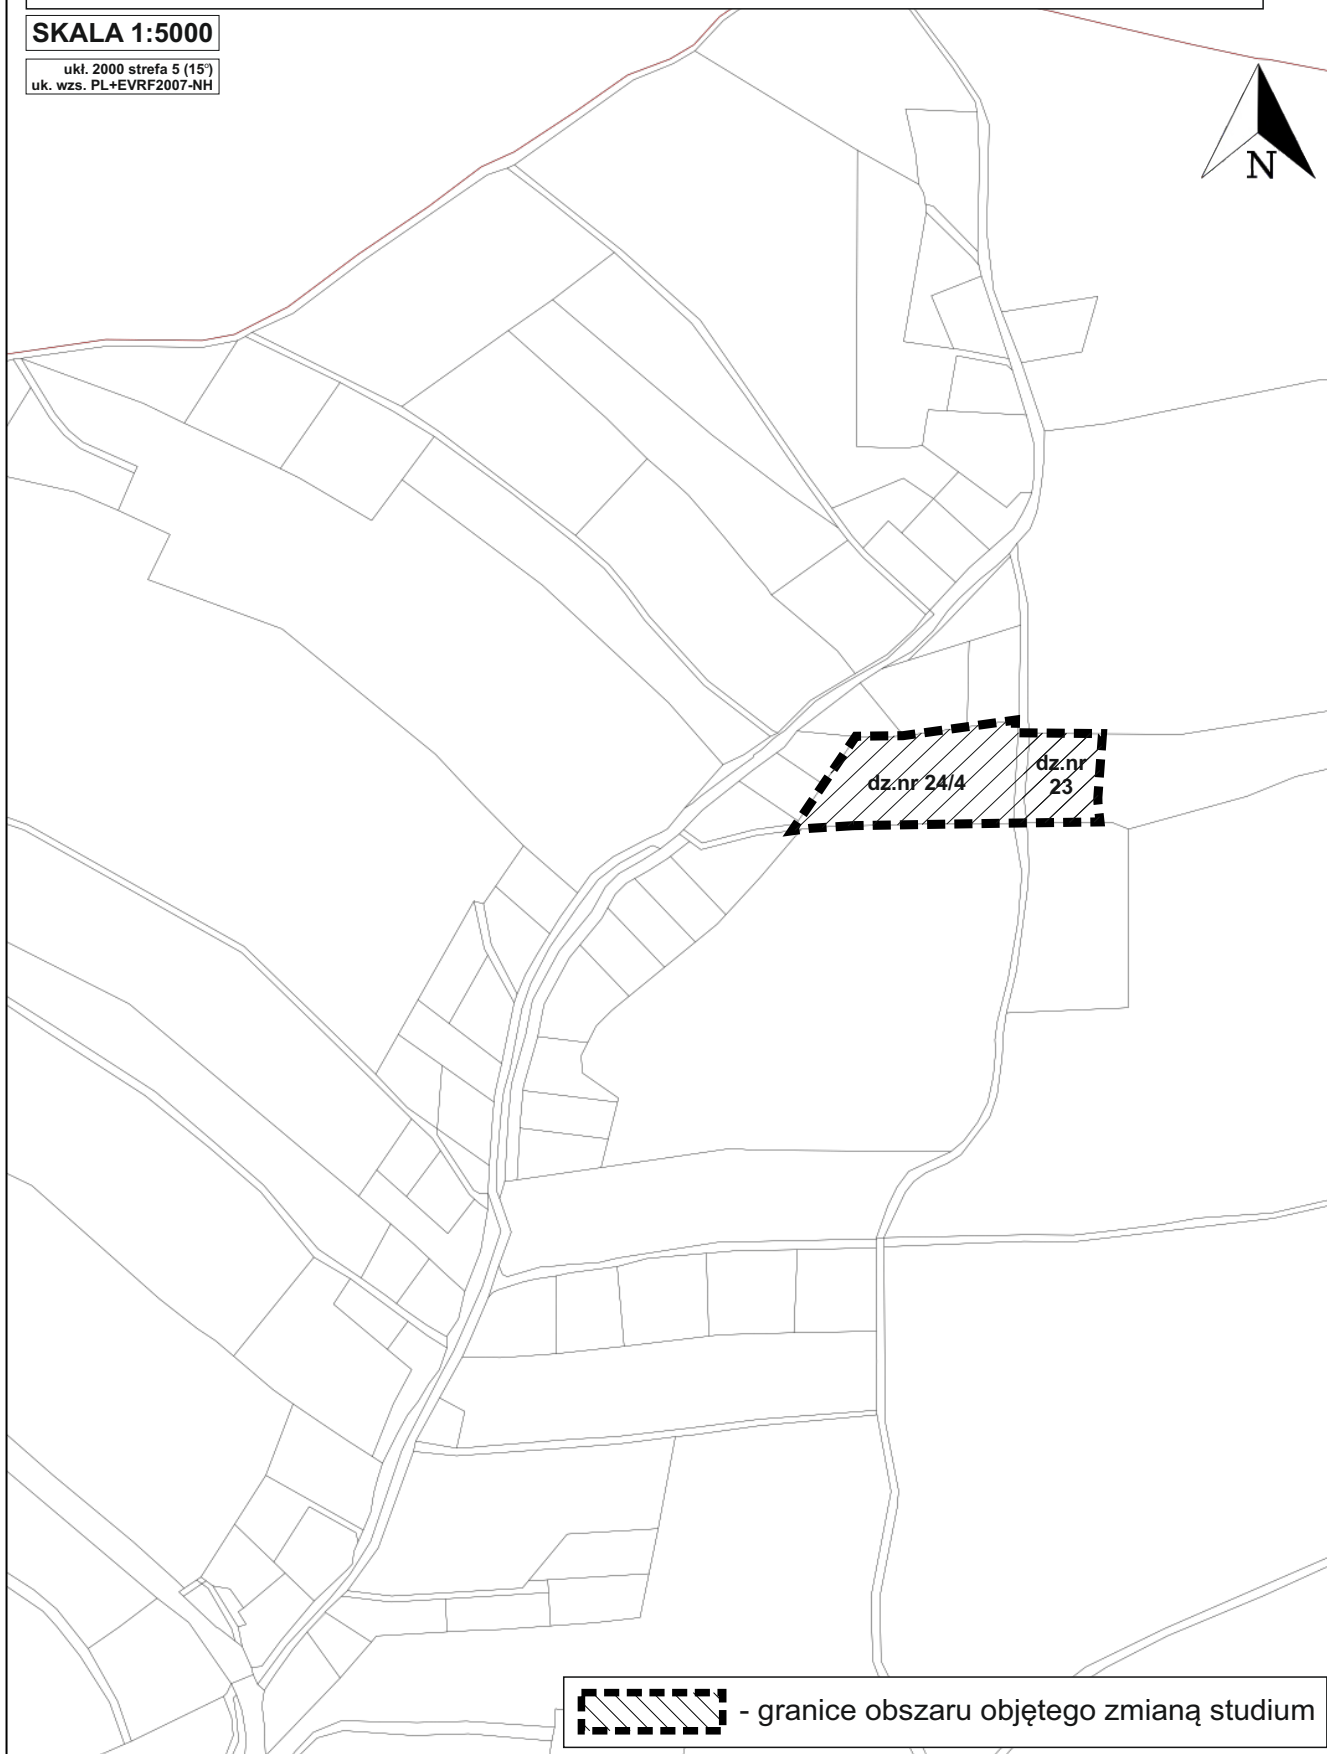 SKALA 1:5000
ukł. 2000 strefa 5 (15°)
uk. wzs. PL+EVRF2007-NH
N
dz.nr 24/4
dz.nr
23
- granice obszaru objętego zmianą studium